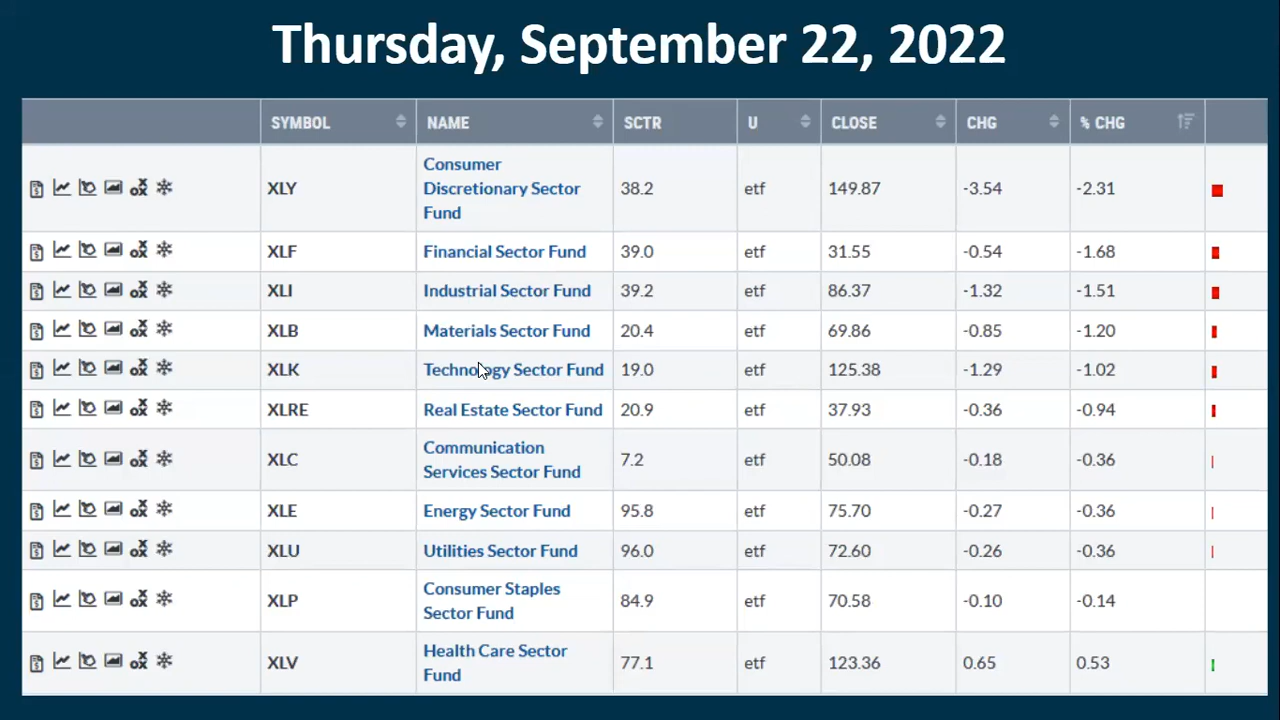 Thursday, September 22, 2022
SYMBOL NAME SCTR U CLOSE CHG % CHG
XLY Consumer Discretionary Sector Fund 38.2 etf 149.87 -3.54 -2.31
XLF Financial Sector Fund 39.0 etf 31.55 -0.54 -1.68
XLI Industrial Sector Fund 39.2 etf 86.37 -1.32 -1.51
XLB Materials Sector Fund 20.4 etf 69.86 -0.85 -1.20
XLK Technology Sector Fund 19.0 etf 125.38 -1.29 -1.02
XLRE Real Estate Sector Fund 20.9 etf 37.93 -0.36 -0.94
XLC Communication Services Sector Fund 7.2 etf 50.08 -0.18 -0.36
XLE Energy Sector Fund 95.8 etf 75.70 -0.27 -0.36
XLU Utilities Sector Fund 96.0 etf 72.60 -0.26 -0.36
XLP Consumer Staples Sector Fund 84.9 etf 70.58 -0.10 -0.14
XLV Health Care Sector Fund 77.1 etf 123.36 0.65 0.53